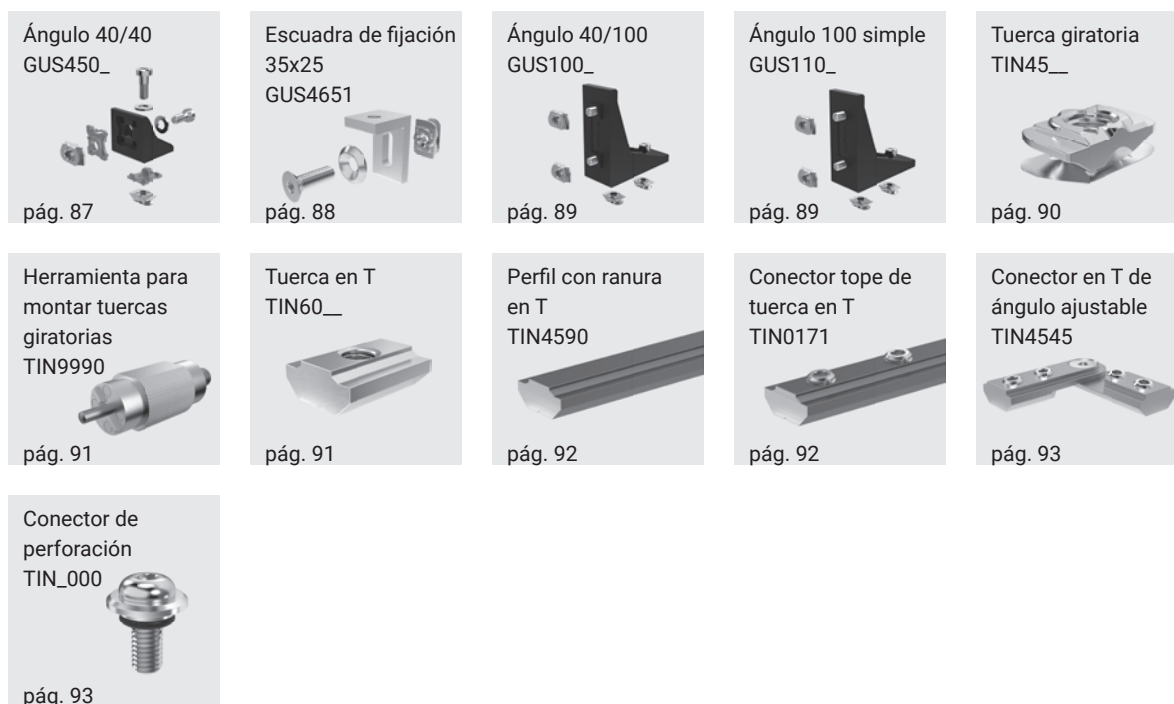 Ángulo 40/40
GUS450_
pág. 87
Escuadra de fijación
35x25
GUS4651
pág. 88
Ángulo 40/100
GUS100_
pág. 89
Ángulo 100 simple
GUS110_
pág. 89
Tuerca giratoria
TIN45__
pág. 90
Herramienta para
montar tuercas
giratorias
TIN9990
pág. 91
Tuerca en T
TIN60__
pág. 91
Perfil con ranura
en T
TIN4590
pág. 92
Conector tope de
tuerca en T
TIN0171
pág. 92
Conector en T de
ángulo ajustable
TIN4545
pág. 93
Conector de
perforación
TIN_000
pág. 93